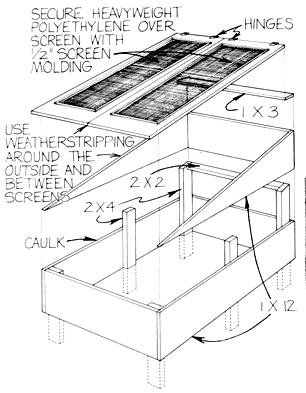 SECURE HEAVYWEIGHT
POLYETHYLENE OVER
SCREEN WITH
1/2" SCREEN
MOLDING
HINGES
1 X 3
USE
WEATHERSTRIPPING
AROUND THE
OUTSIDE AND
BETWEEN
SCREENS
2 X 2
2 X 4
CAULK
1 X 12